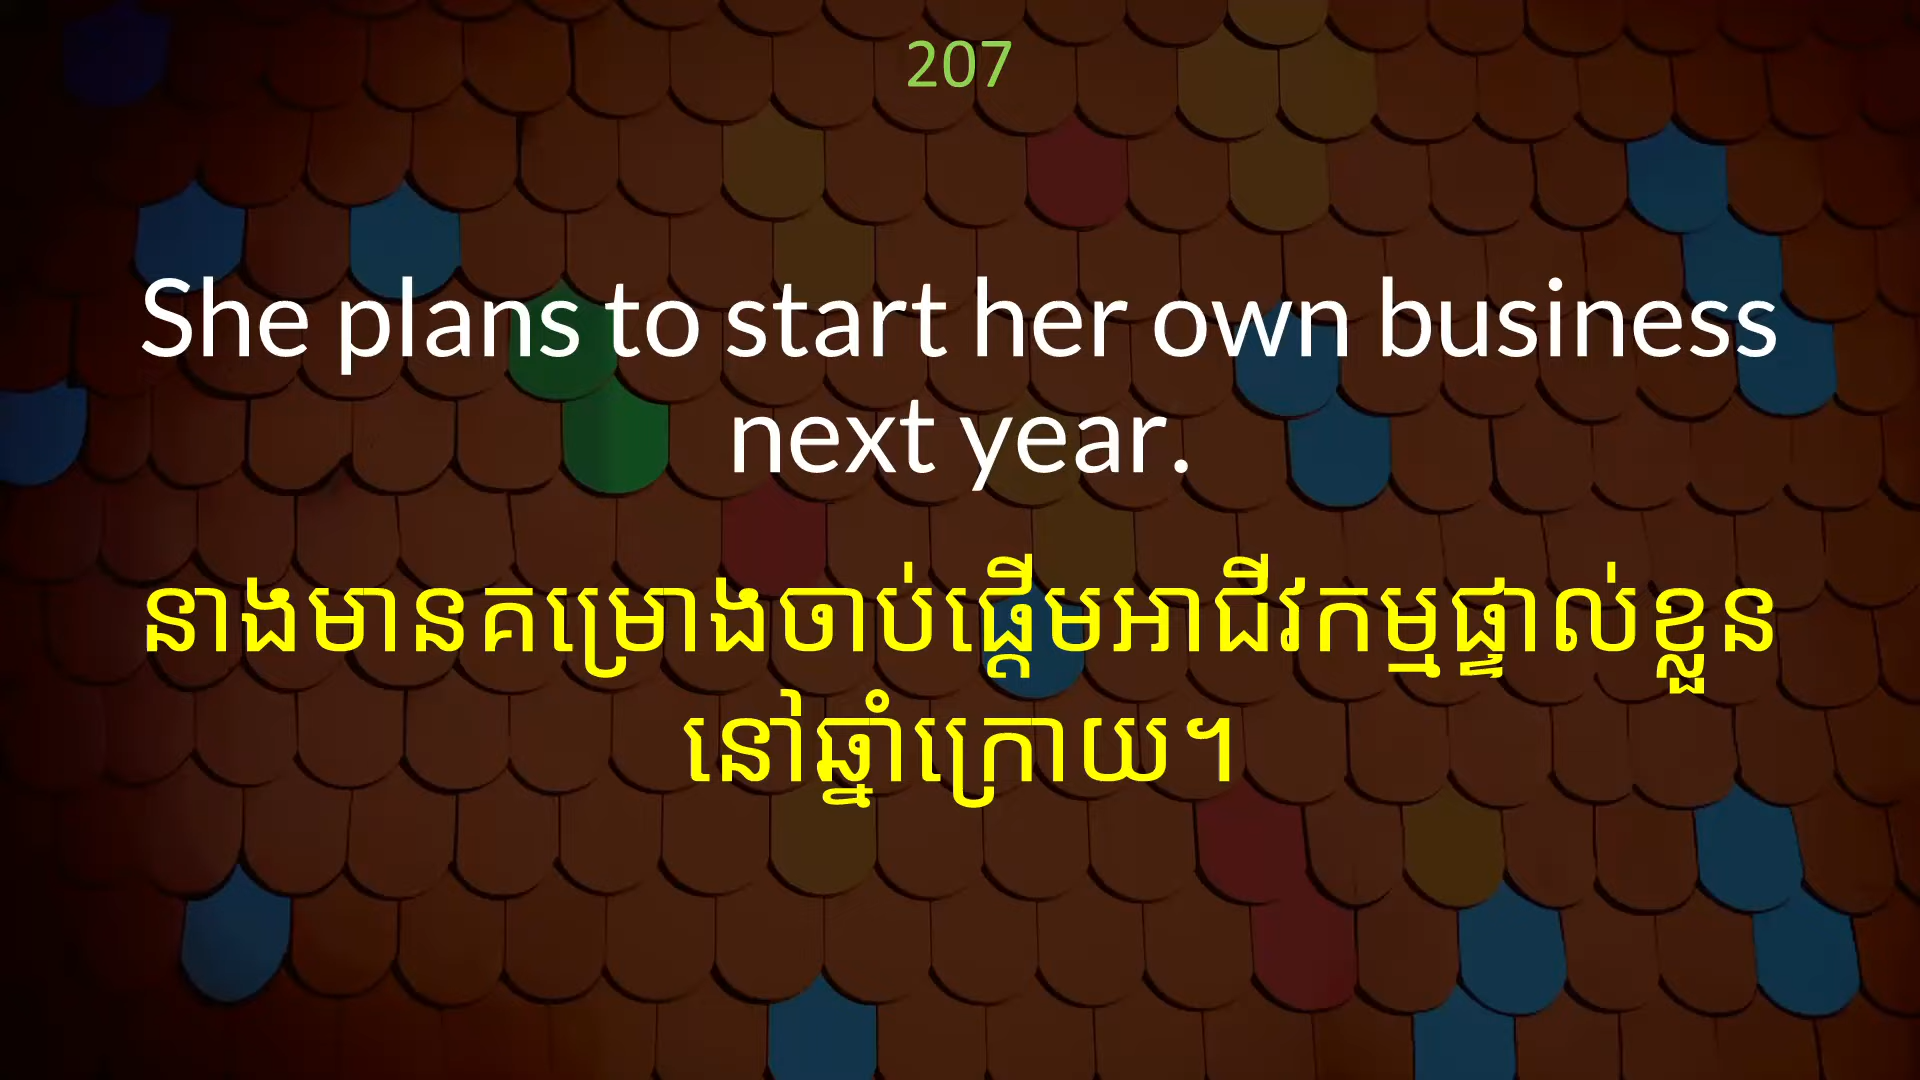 207
She plans to start her own business
next year.
នាងមានគម្រោងចាប់ផ្តើមអាជីវកម្មផ្ទាល់ខ្លួន
នៅឆ្នាំក្រោយ។